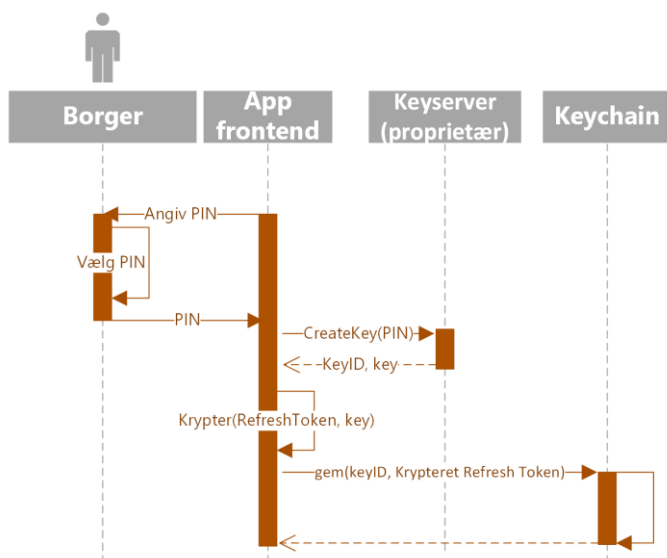 Borger
App
frontend
Keyserver
(proprietær)
Keychain
Angiv PIN
Vælg PIN
PIN
CreateKey(PIN)
KeyID, key
Krypter(RefreshToken, key)
gem(keyID, Krypteret Refresh Token)